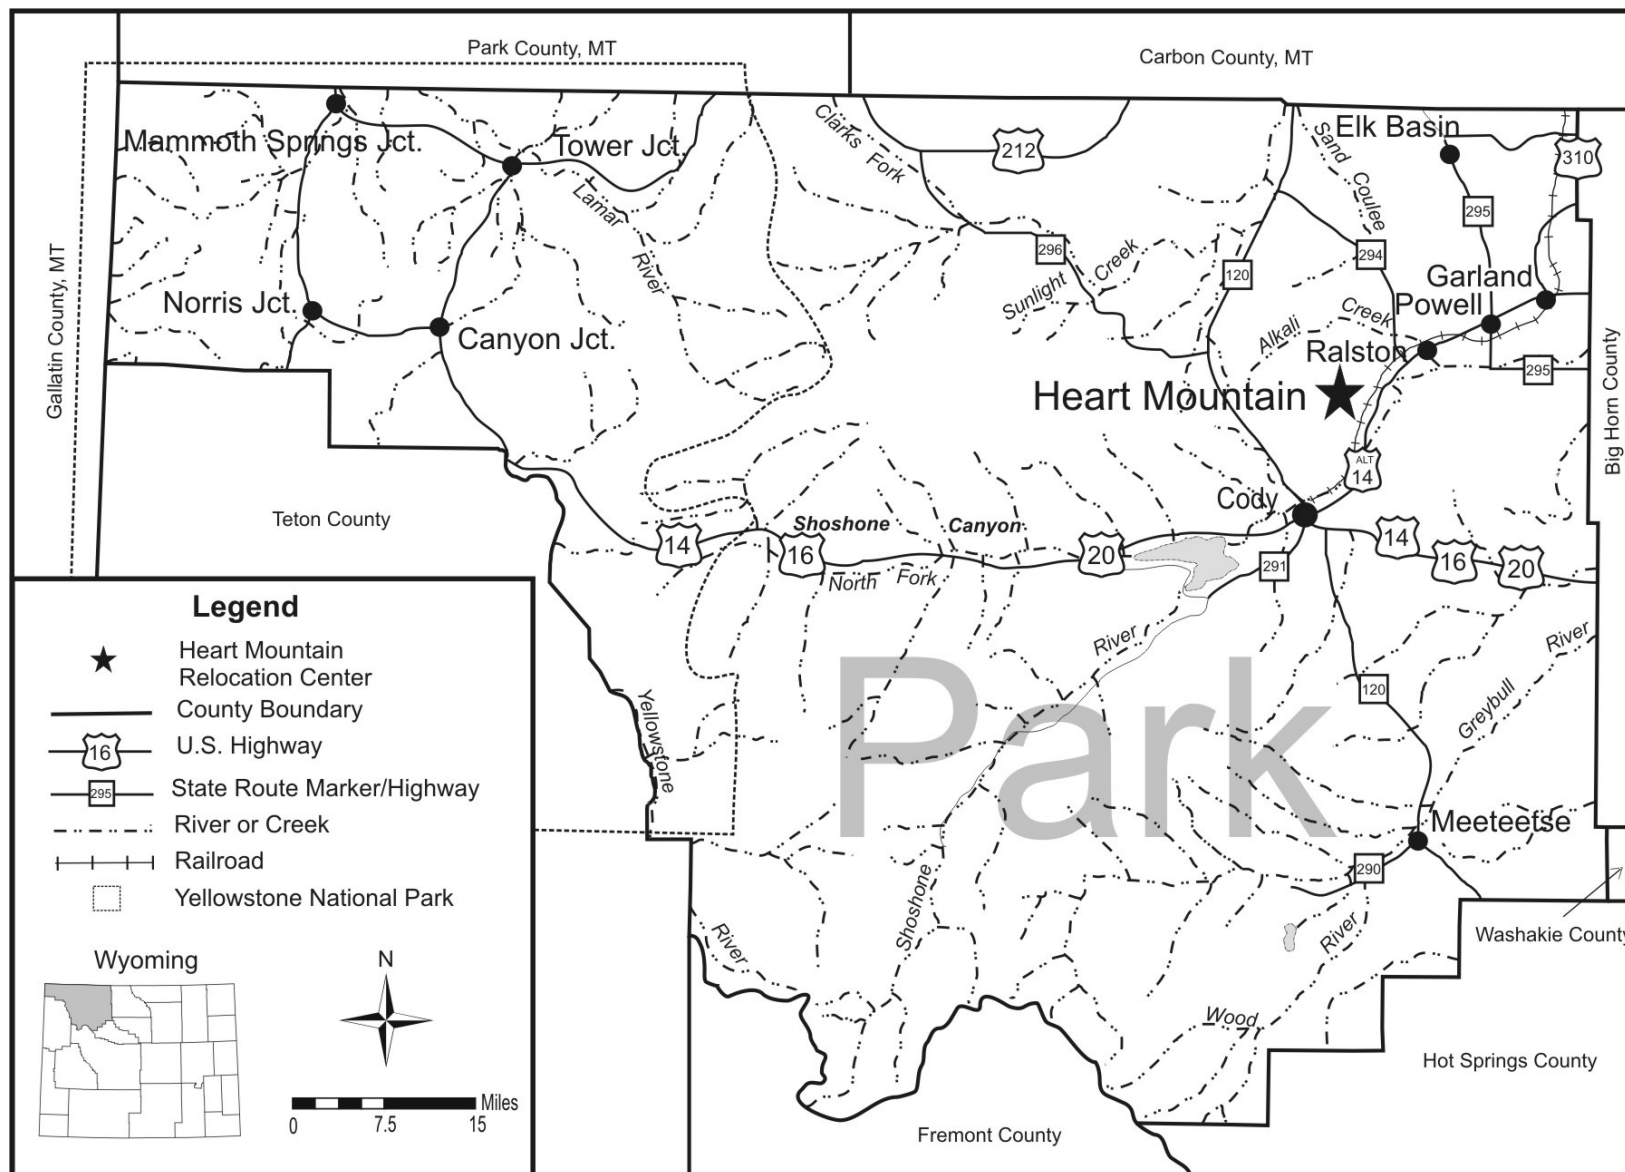 Park County, MT
Carbon County, MT
Mammoth Springs Jct.
Tower Jct.
Clarks
Fork
212
Sand
Coulee
Elk Basin
310
Lamar
River
295
296
Sunlight
Creek
120
294
Gallatin County, MT
Norris Jct.
Canyon Jct.
Garland
Powell
Alkali
Creek
Ralston
295
Heart Mountain
Big Horn County
ALT
14
Cody
Teton County
Shoshone
Canyon
14
16
20
291
14
16
20
North
Fork
River
River
Park
120
Greybull
Yellowstone
Meeteetse
290
Shoshone
River
River
Wood
Washakie County
Hot Springs County
Fremont County
Legend
Heart Mountain
Relocation Center
County Boundary
16
U.S. Highway
295
State Route Marker/Highway
River or Creek
Railroad
Yellowstone National Park
Wyoming
N
Miles
0
7.5
15